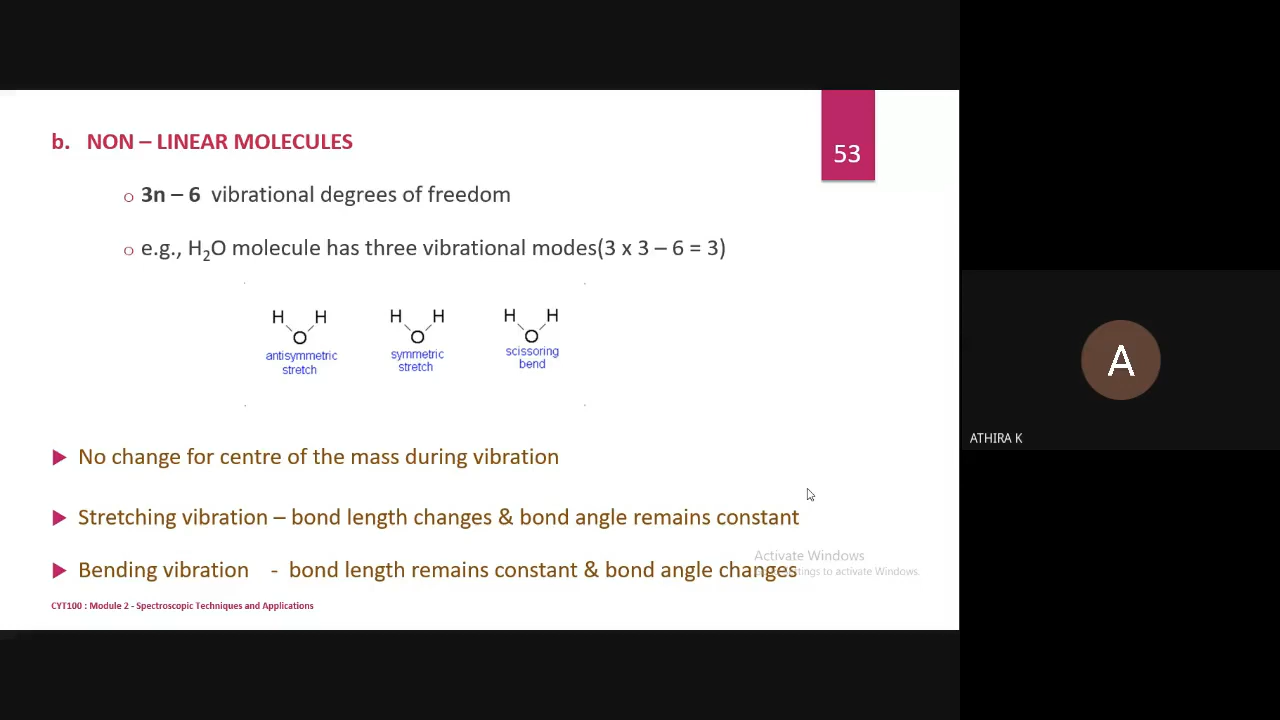 b. NON – LINEAR MOLECULES
53
o 3n – 6 vibrational degrees of freedom
o e.g., H₂O molecule has three vibrational modes(3 x 3 – 6 = 3)
H H H H H H
O O O
antisymmetric stretch
symmetric stretch
scissoring bend
A
ATHIRA K
▶ No change for centre of the mass during vibration
▶ Stretching vibration – bond length changes & bond angle remains constant
▶ Bending vibration - bond length remains constant & bond angle changes
Activate Windows
to activate Windows.
CYT100 : Module 2 - Spectroscopic Techniques and Applications